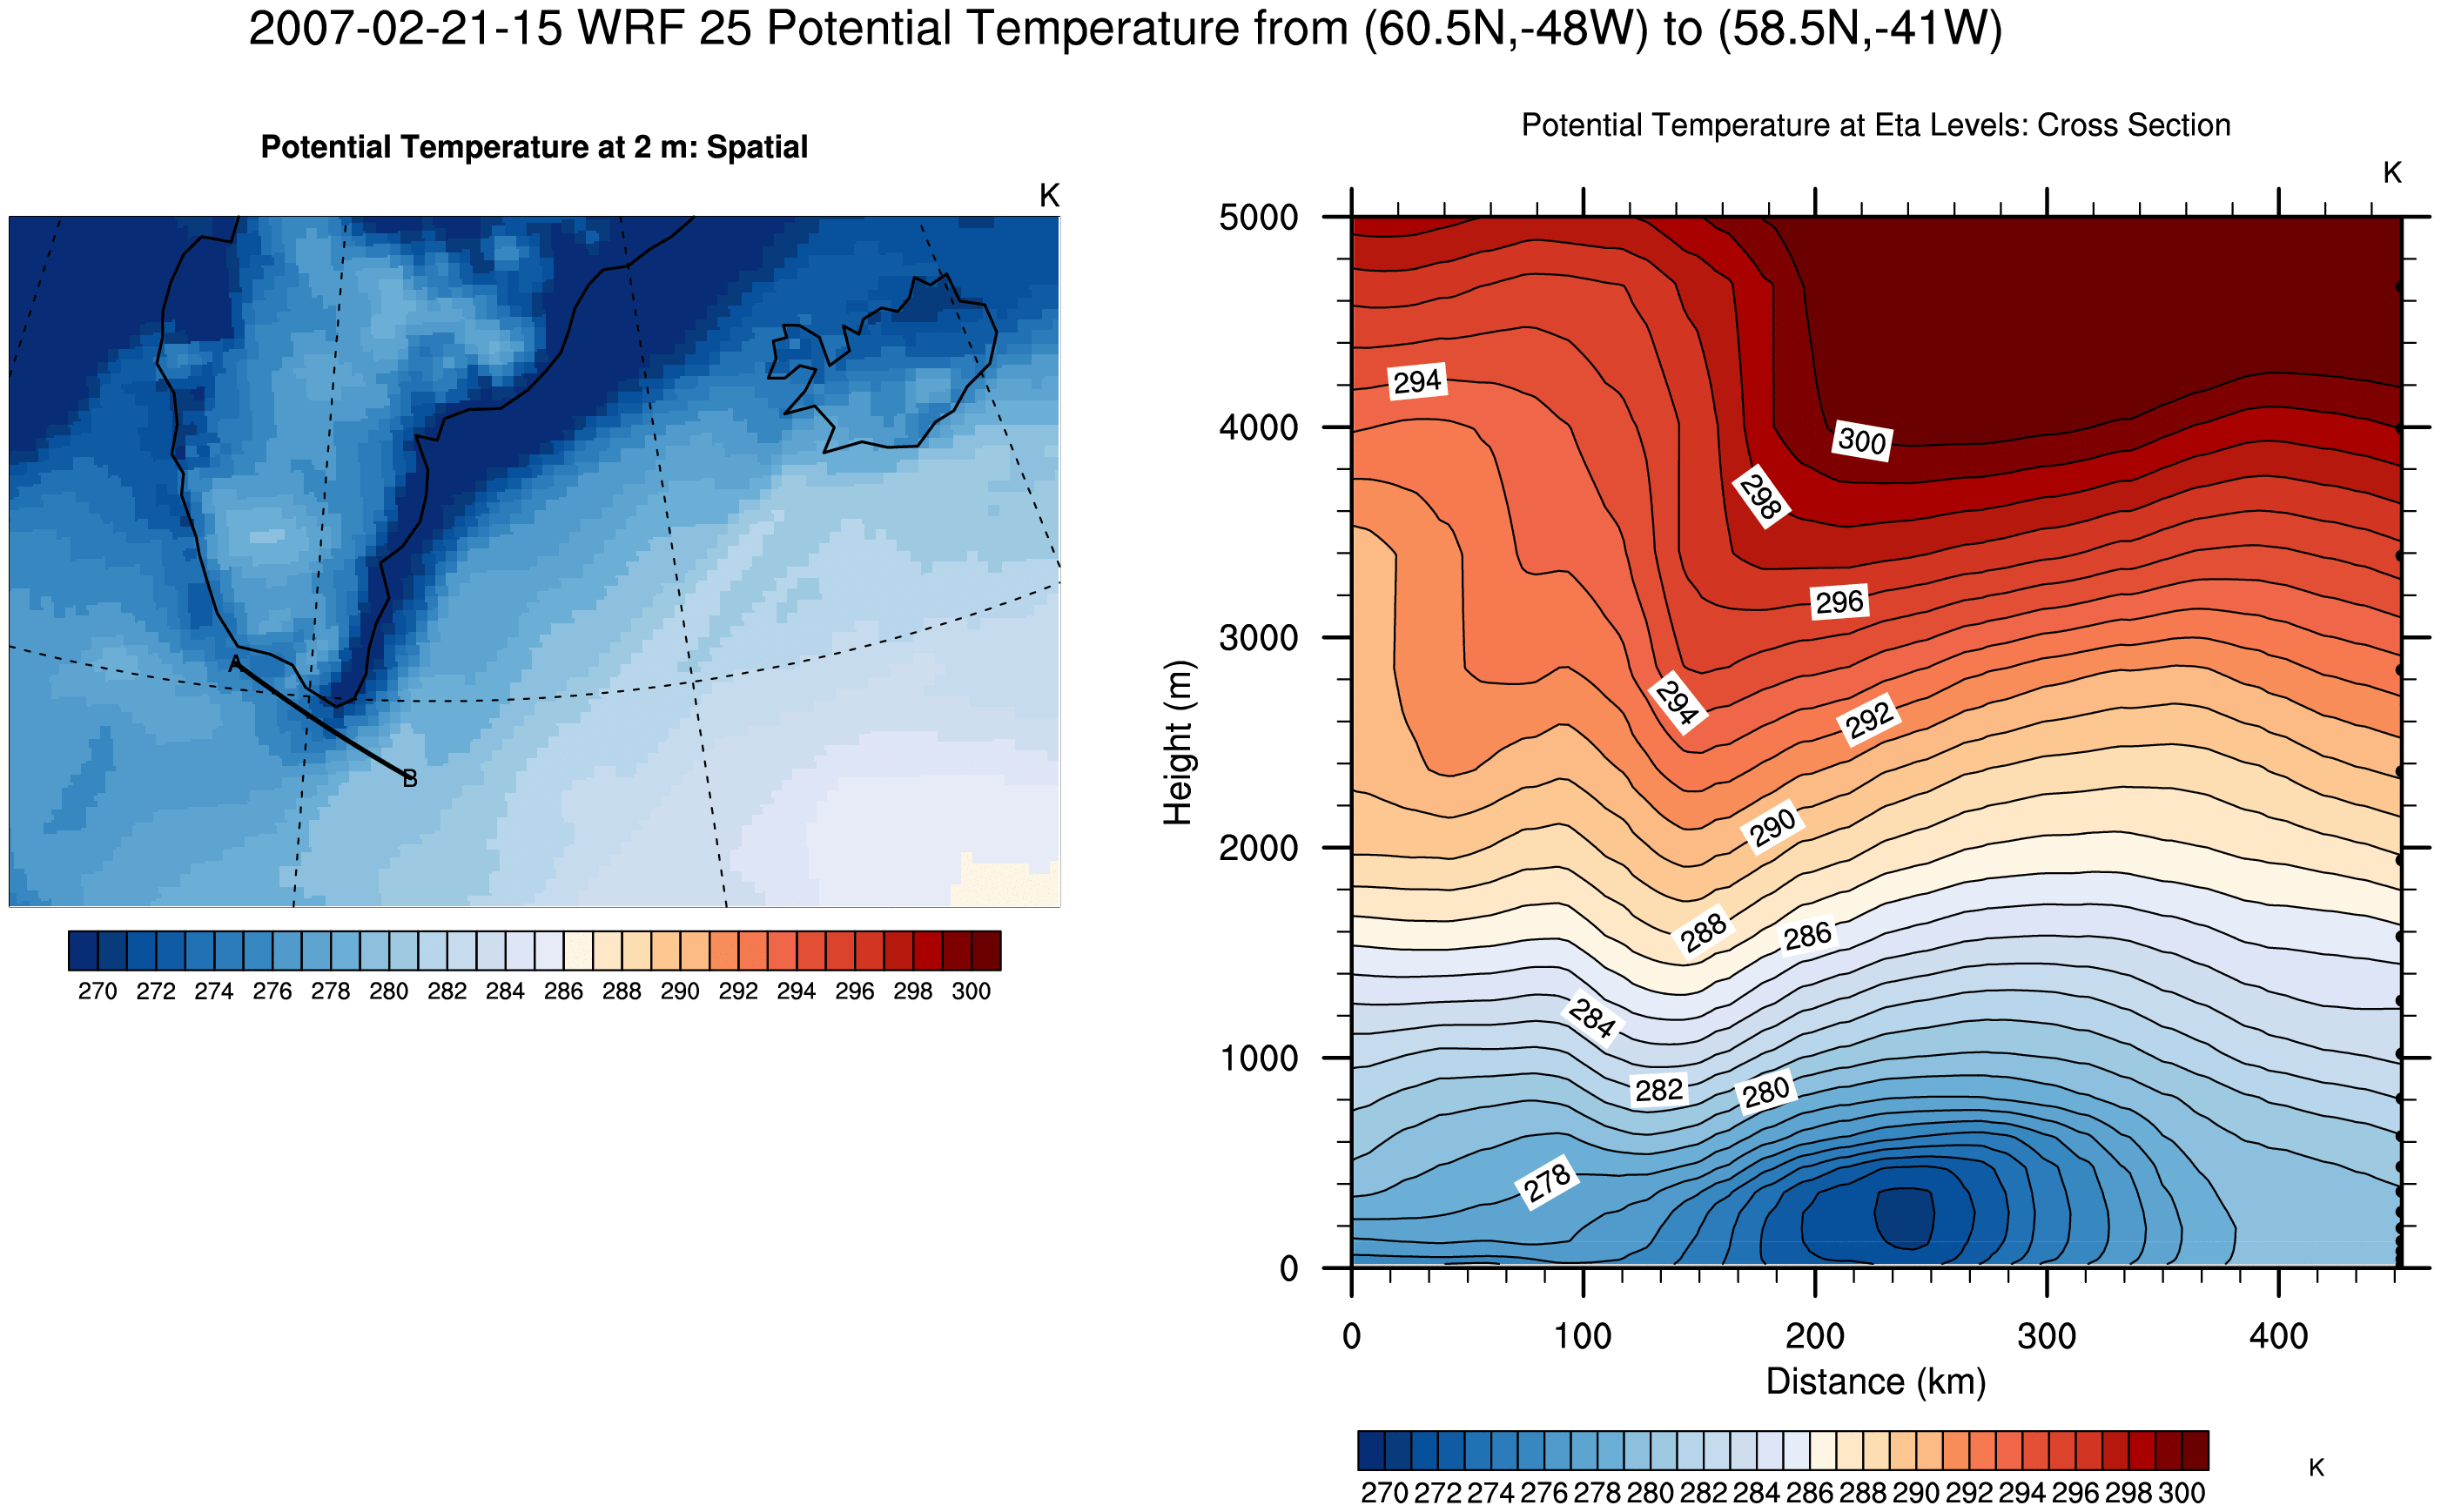 2007-02-21-15 WRF 25 Potential Temperature from (60.5N,-48W) to (58.5N,-41W)
Potential Temperature at 2 m: Spatial
K
A
B
270 272 274 276 278 280 282 284 286 288 290 292 294 296 298 300
Potential Temperature at Eta Levels: Cross Section
K
5000
4000
3000
2000
1000
0
Height (m)
294
300
298
296
294
292
290
288
286
284
282
280
278
0 100 200 300 400
Distance (km)
270 272 274 276 278 280 282 284 286 288 290 292 294 296 298 300
K